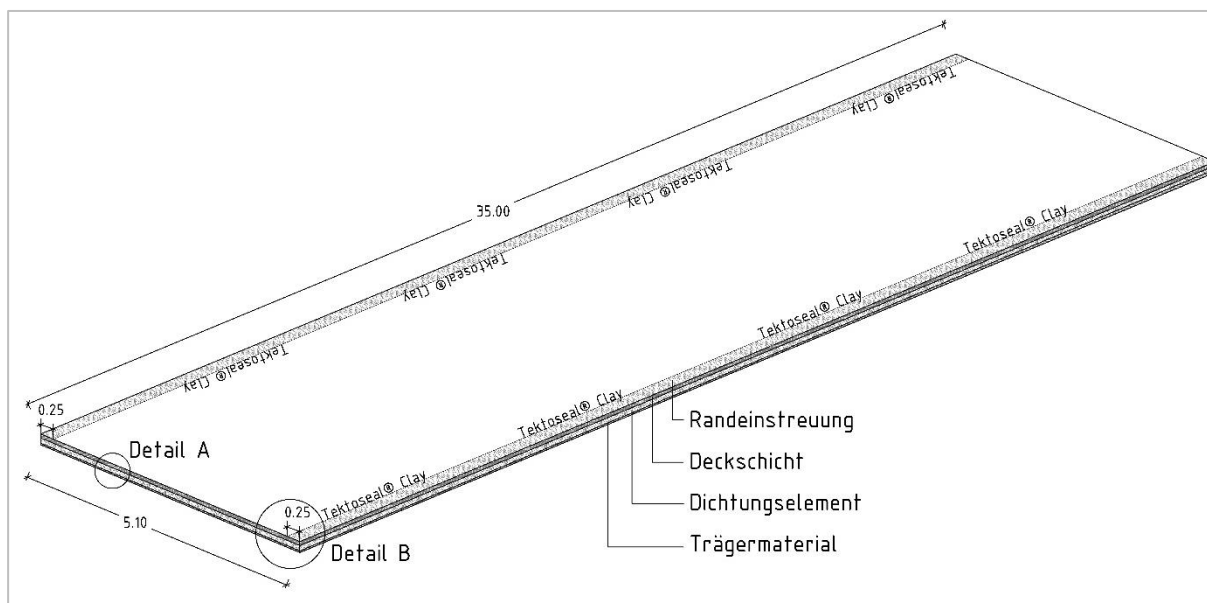 Tektoseal® Clay
35.00
Tektoseal® Clay
Tektoseal® Clay
Tektoseal® Clay
Tektoseal® Clay
Tektoseal® Clay
0.25
Detail A
Tektoseal® Clay
Randeinstreuung
Deckschicht
Tektoseal® Clay
0.25
Dichtungselement
5.10
Detail B
Trägermaterial